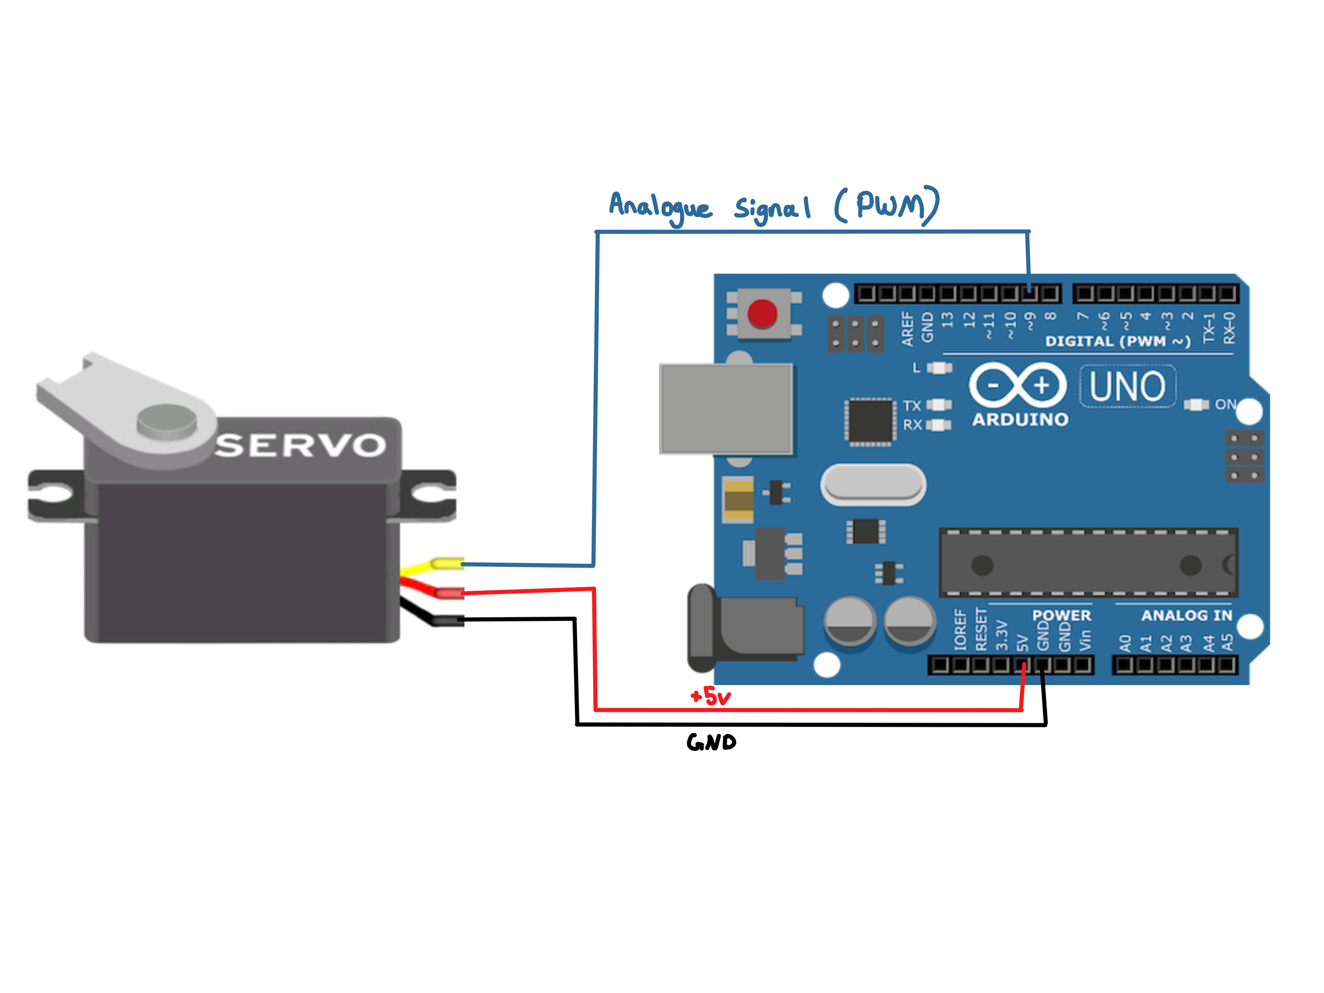 Analogue Signal (PWM)
AREF
GND
13
12
~11
~10
~9
8
7
~6
~5
4
~3
2
TX-1
RX-0
DIGITAL (PWM ~)
L
TX
RX
- +
UNO
ARDUINO
ON
SERVO
POWER
ANALOG IN
IOREF
RESET
3.3V
5V
GND
GND
Vin
A0
A1
A2
A3
A4
A5
+5v
GND